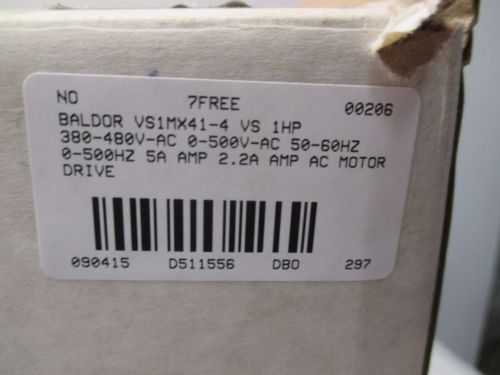 NO 7FREE 00206
BALDOR VS1MX41-4 VS 1HP
380-480V-AC 0-500V-AC 50-60HZ
0-500HZ 5A AMP 2.2A AMP AC MOTOR
DRIVE
090415 D511556 DBO 297